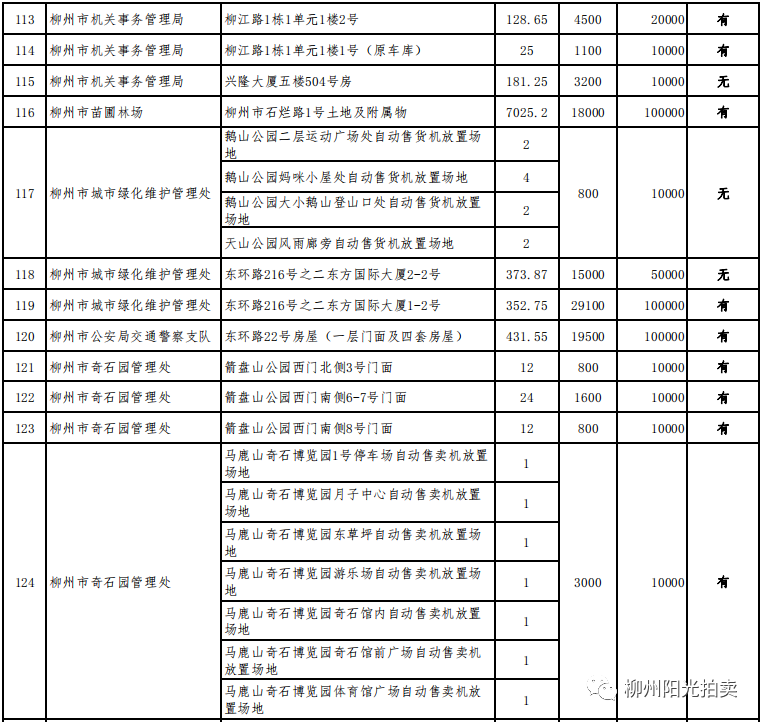 113 柳州市机关事务管理局 柳江路1栋1单元1楼2号 128.65 4500 20000 有
114 柳州市机关事务管理局 柳江路1栋1单元1楼1号（原车库） 25 1100 10000 有
115 柳州市机关事务管理局 兴隆大厦五楼504号房 181.25 3200 10000 无
116 柳州市苗圃林场 柳州市石烂路1号土地及附属物 7025.2 18000 100000 有
117 柳州市城市绿化维护管理处 800 10000 无
鹅山公园二层运动广场处自动售货机放置场
地
2
鹅山公园妈咪小屋处自动售货机放置场地 4
鹅山公园大小鹅山登山口处自动售货机放置
场地
2
天山公园风雨廊旁自动售货机放置场地 2
118 柳州市城市绿化维护管理处 东环路216号之二东方国际大厦2-2号 373.87 15000 50000 无
119 柳州市城市绿化维护管理处 东环路216号之二东方国际大厦1-2号 352.75 29100 100000 有
120 柳州市公安局交通警察支队 东环路22号房屋（一层门面及四套房屋） 431.55 19500 100000 有
121 柳州市奇石园管理处 箭盘山公园西门北侧3号门面 12 800 10000 有
122 柳州市奇石园管理处 箭盘山公园西门南侧6-7号门面 24 1600 10000 有
123 柳州市奇石园管理处 箭盘山公园西门南侧8号门面 12 800 10000 有
124 柳州市奇石园管理处 3000 10000 有
马鹿山奇石博览园1号停车场自动售卖机放置
场地
1
马鹿山奇石博览园月子中心自动售卖机放置
场地
1
马鹿山奇石博览园东草坪自动售卖机放置场
地
1
马鹿山奇石博览园游乐场自动售卖机放置场
地
1
马鹿山奇石博览园奇石馆内自动售卖机放置
场地
1
马鹿山奇石博览园奇石馆前广场自动售卖机
放置场地
1
马鹿山奇石博览园体育馆广场自动售卖机放
置场地
1
柳州阳光拍卖